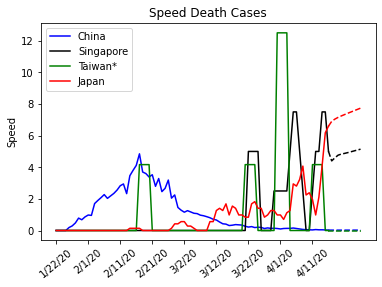 Speed Death Cases
China
Singapore
Taiwan*
Japan
Speed
12
10
8
6
4
2
0
1/22/20
2/1/20
2/11/20
2/21/20
3/2/20
3/12/20
3/22/20
4/1/20
4/11/20